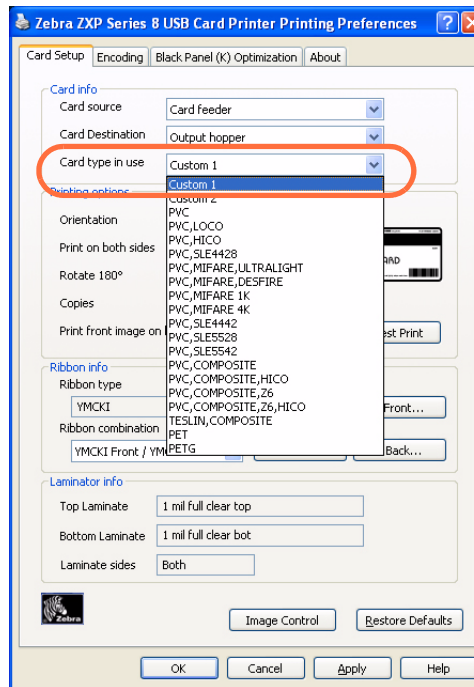 Zebra ZXP Series 8 USB Card Printer Printing Preferences
Card Setup Encoding Black Panel (K) Optimization About
Card info
Card source Card feeder
Card Destination Output hopper
Card type in use Custom 1
Custom 1
Printing options
Custom 2
PVC
Orientation
PVC,LOCO
PVC,HICO
Print on both sides
PVC,SLE4428
PVC,MIFARE,ULTRALIGHT
Rotate 180°
PVC,MIFARE,DESFIRE
PVC,MIFARE 1K
Copies
PVC,MIFARE 4K
PVC,SLE4442
Print front image on
PVC,SLE5528
est Print
PVC,SLE5542
Ribbon info
PVC,COMPOSITE
Ribbon type
PVC,COMPOSITE,HICO
PVC,COMPOSITE,Z6
YMCKI
PVC,COMPOSITE,Z6,HICO
Front...
TESLIN,COMPOSITE
Ribbon combination
PET
PETG
YMCKI Front / YM
Back...
Laminator info
Top Laminate 1 mil full clear top
Bottom Laminate 1 mil full clear bot
Laminate sides Both
Zebra
Image Control Restore Defaults
OK Cancel Apply Help